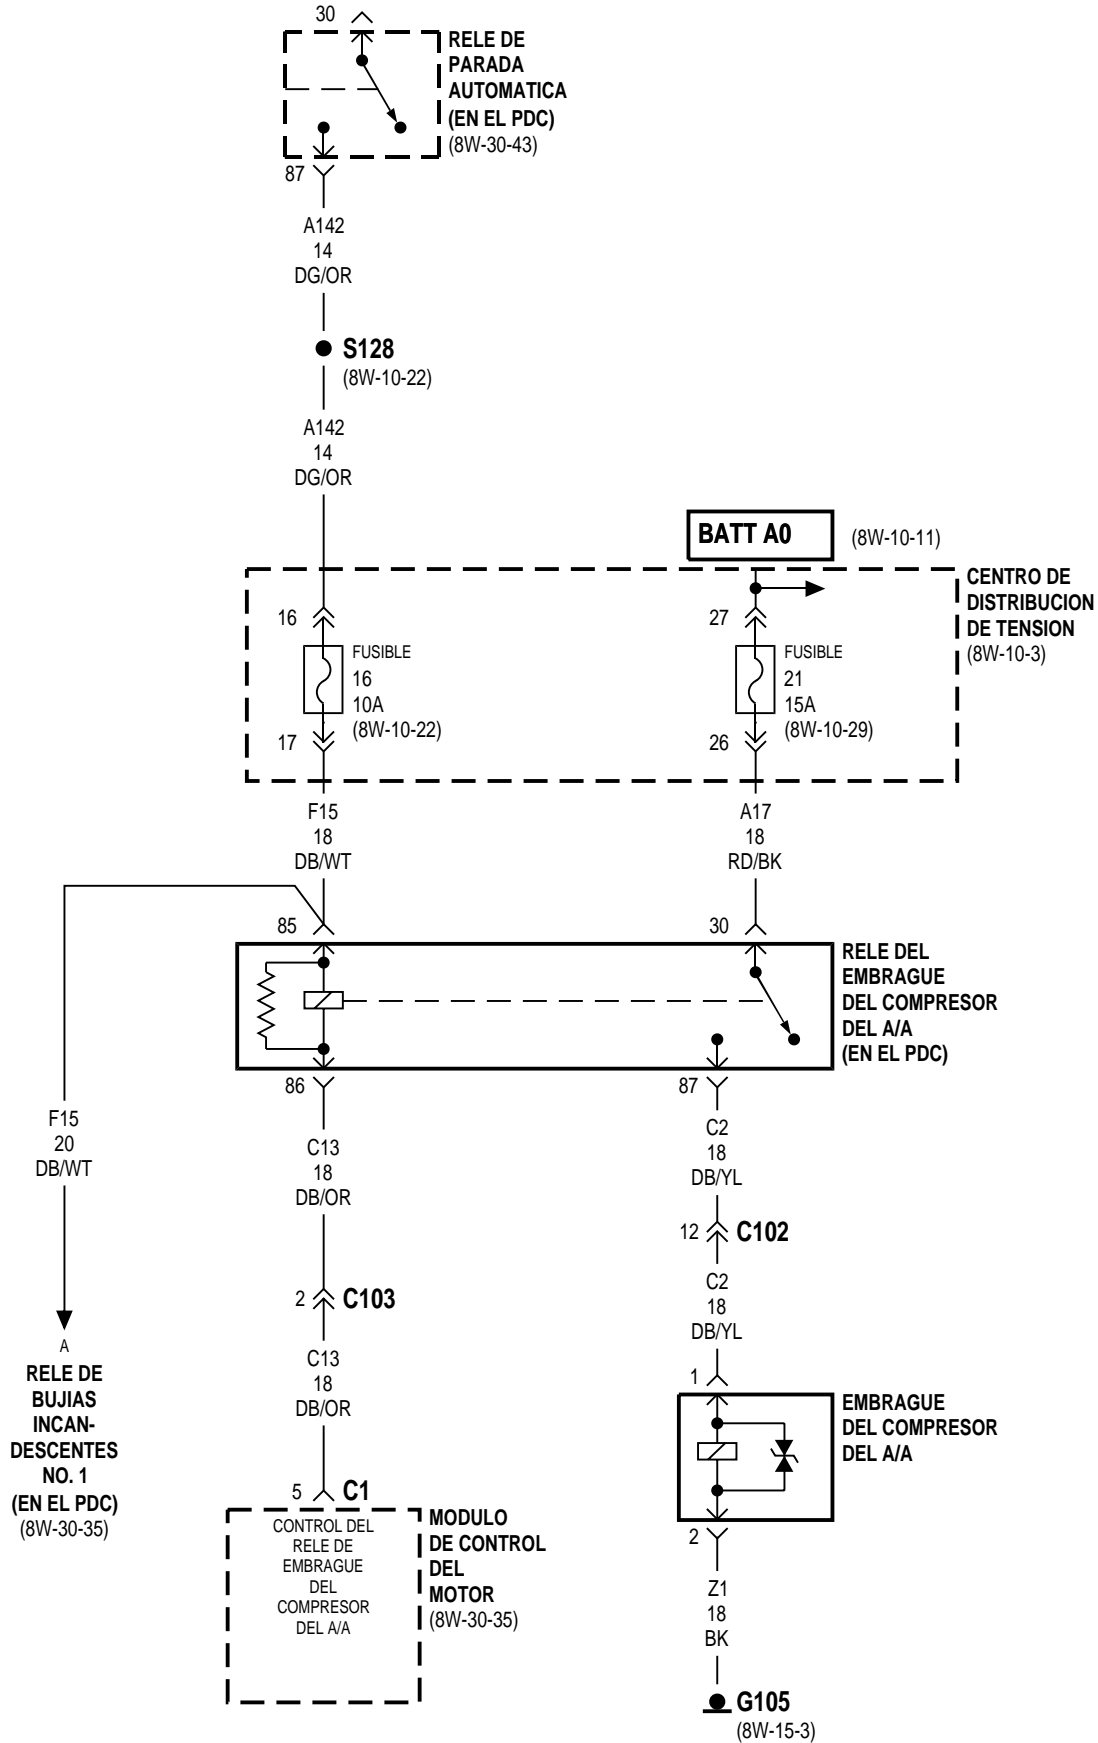 30
RELE DE
PARADA
AUTOMATICA
(EN EL PDC)
(8W-30-43)
87
A142
14
DG/OR
S128
(8W-10-22)
A142
14
DG/OR
BATT A0
(8W-10-11)
CENTRO DE
DISTRIBUCION
DE TENSION
(8W-10-3)
16
FUSIBLE
16
10A
(8W-10-22)
17
27
FUSIBLE
21
15A
(8W-10-29)
26
F15
18
DB/WT
A17
18
RD/BK
85
30
RELE DEL
EMBRAGUE
DEL COMPRESOR
DEL A/A
(EN EL PDC)
86
87
F15
20
DB/WT
C13
18
DB/OR
C2
18
DB/YL
12
C102
2
C103
C2
18
DB/YL
A
RELE DE
BUJIAS
INCAN-
DESCENTES
NO. 1
(EN EL PDC)
(8W-30-35)
C13
18
DB/OR
1
EMBRAGUE
DEL COMPRESOR
DEL A/A
5
C1
CONTROL DEL
RELE DE
EMBRAGUE
DEL
COMPRESOR
DEL A/A
MODULO
DE CONTROL
DEL
MOTOR
(8W-30-35)
2
Z1
18
BK
G105
(8W-15-3)